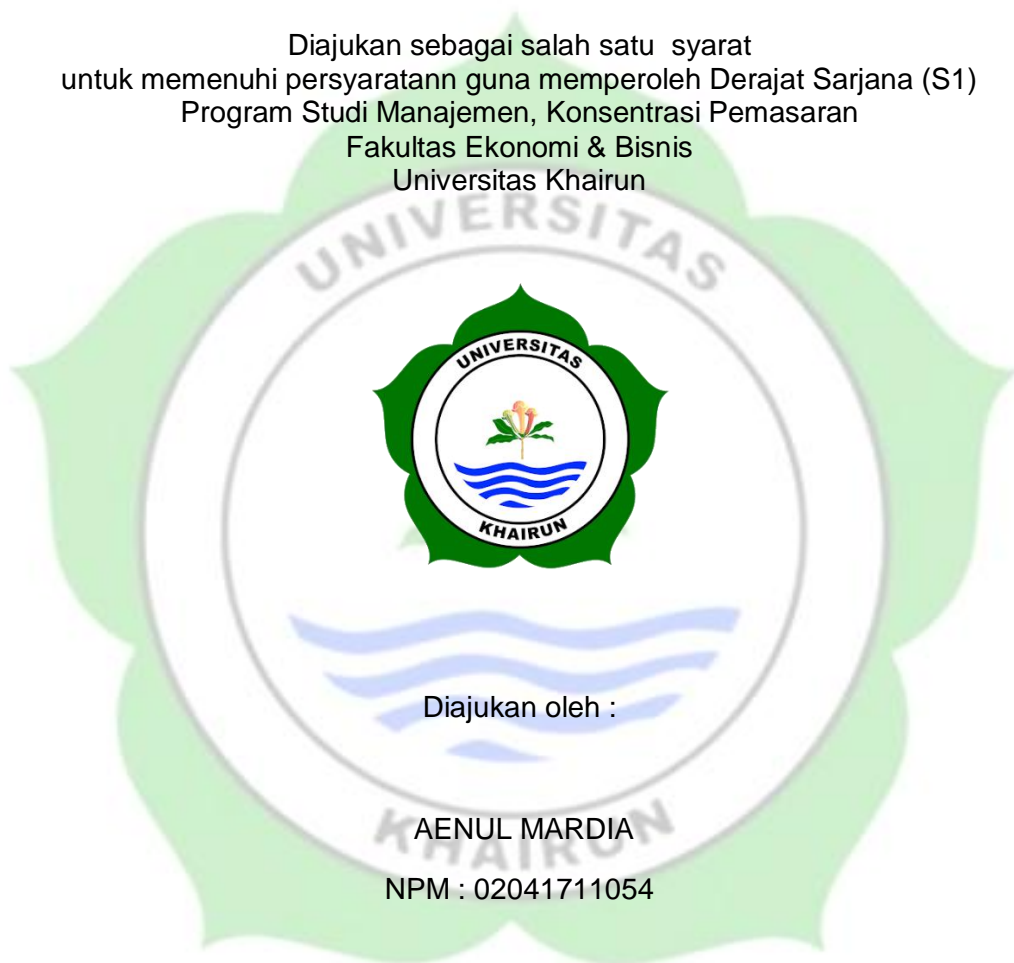 Diajukan sebagai salah satu  syarat
untuk memenuhi persyaratann guna memperoleh Derajat Sarjana (S1)
Program Studi Manajemen, Konsentrasi Pemasaran
Fakultas Ekonomi & Bisnis
Universitas Khairun
UNIVERSITAS
UNIVERSITAS
KHAIRUN
Diajukan oleh :
AENUL MARDIA
KHAIRUN
NPM : 02041711054